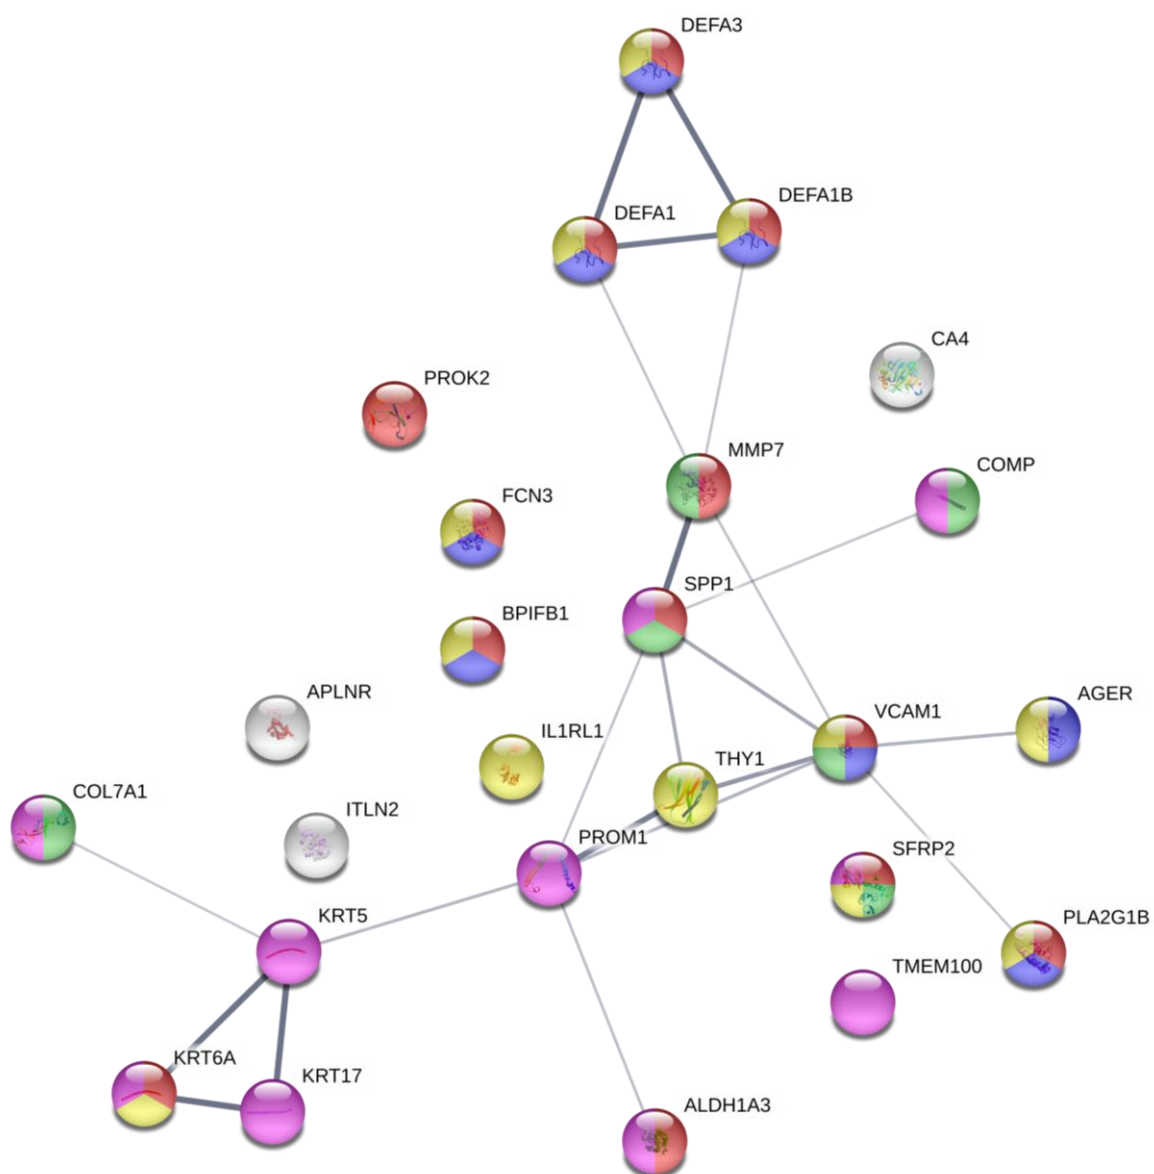 DEFA3
DEFA1B
DEFA1
CA4
PROK2
MMP7
COMP
FCN3
SPP1
BPIFB1
APLNR
AGER
VCAM1
IL1RL1
THY1
COL7A1
ITLN2
PROM1
SFRP2
KRT5
PLA2G1B
TMEM100
KRT6A
KRT17
ALDH1A3